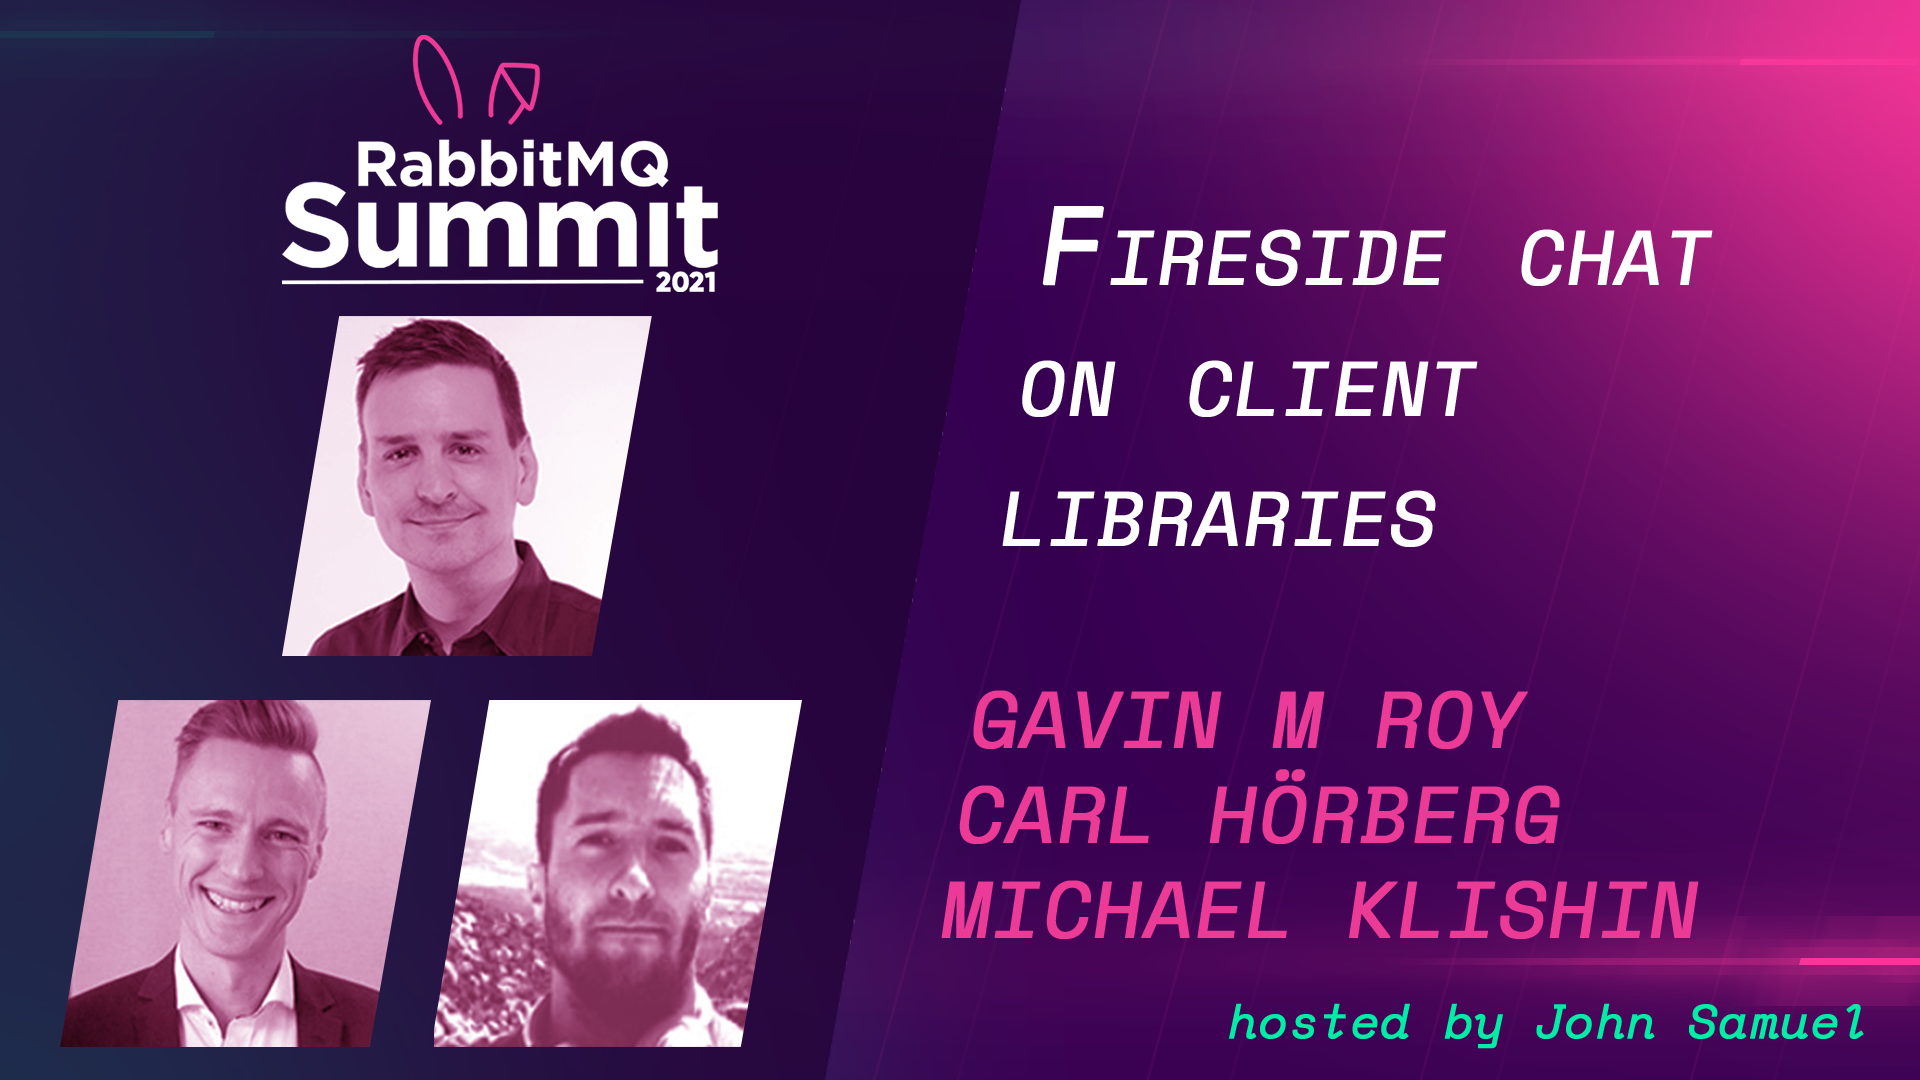 RabbitMQ
Summit
2021
Fireside chat
on client
libraries
GAVIN M ROY
CARL HÖRBERG
MICHAEL KLISHIN
hosted by John Samuel